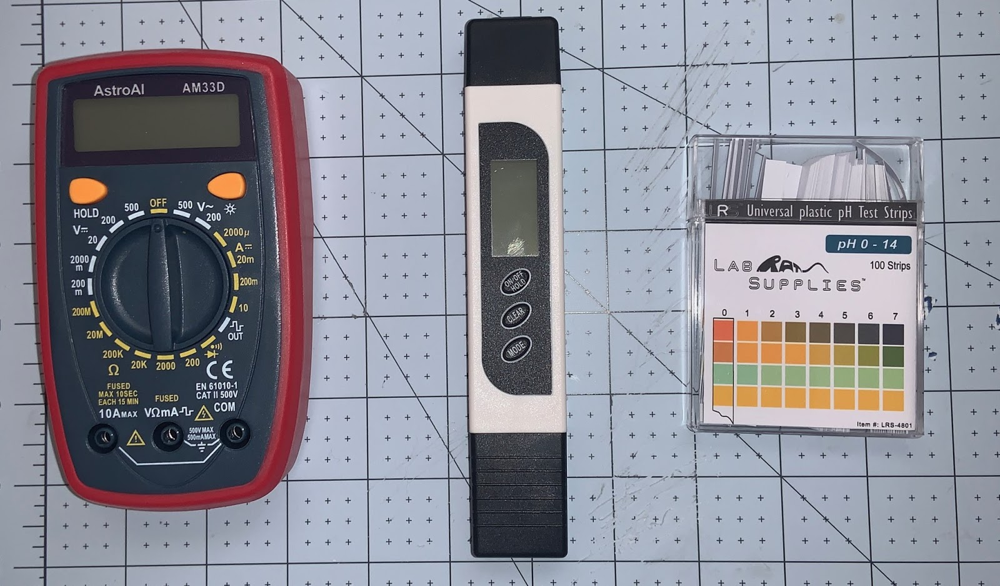 AstroAI AM33D
HOLD
OFF
500
200
V⎓
20
2000
m
200
m
200M
20M
200K
Ω
20K
2000
200
500
V~
200
2000µ
A⎓
20m
200m
10
OUT
CE
EN 61010-1
CAT II 500V
FUSED
MAX 10SEC
EACH 15 MIN
10AMAX
FUSED
VΩmA
COM
500V MAX
500mAMAX
ON/OFF
HOLD
CLEAR
MODE
LRS™ Universal plastic pH Test Strips
pH 0 - 14
100 Strips
LAB RAT
SUPPLIES™
0 1 2 3 4 5 6 7
Item #: LRS-4801